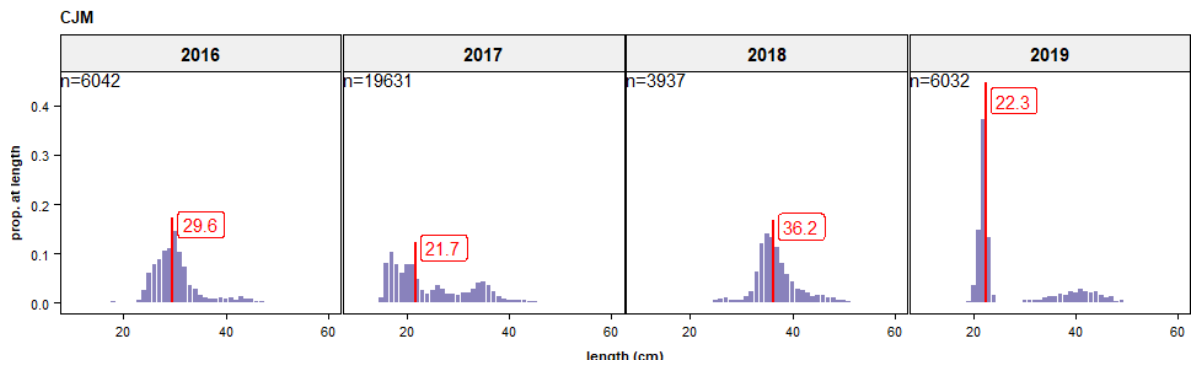 CJM
2016 2017 2018 2019
n=6042 n=19631 n=3937 n=6032
0.4
0.3
0.2
0.1
0.0
prop. at length
29.6 21.7 36.2 22.3
20 40 60 20 40 60 20 40 60 20 40 60
length (cm)